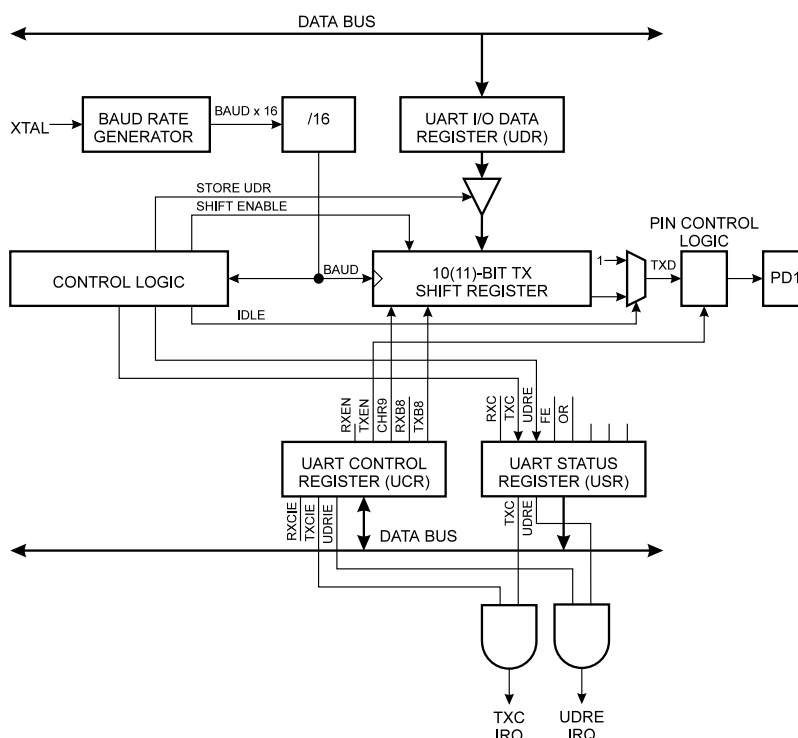 DATA BUS
XTAL
BAUD RATE
GENERATOR
BAUD x 16
/16
UART I/O DATA
REGISTER (UDR)
STORE UDR
SHIFT ENABLE
PIN CONTROL
LOGIC
CONTROL LOGIC
BAUD
10(11)-BIT TX
SHIFT REGISTER
1
TXD
PD1
IDLE
RXEN
TXEN
CHR9
RXB8
TXB8
RXC
TXC
UDRE
FE
OR
UART CONTROL
REGISTER (UCR)
UART STATUS
REGISTER (USR)
RXCIE
TXCIE
UDRIE
TXC
UDRE
DATA BUS
TXC
IRQ
UDRE
IRQ